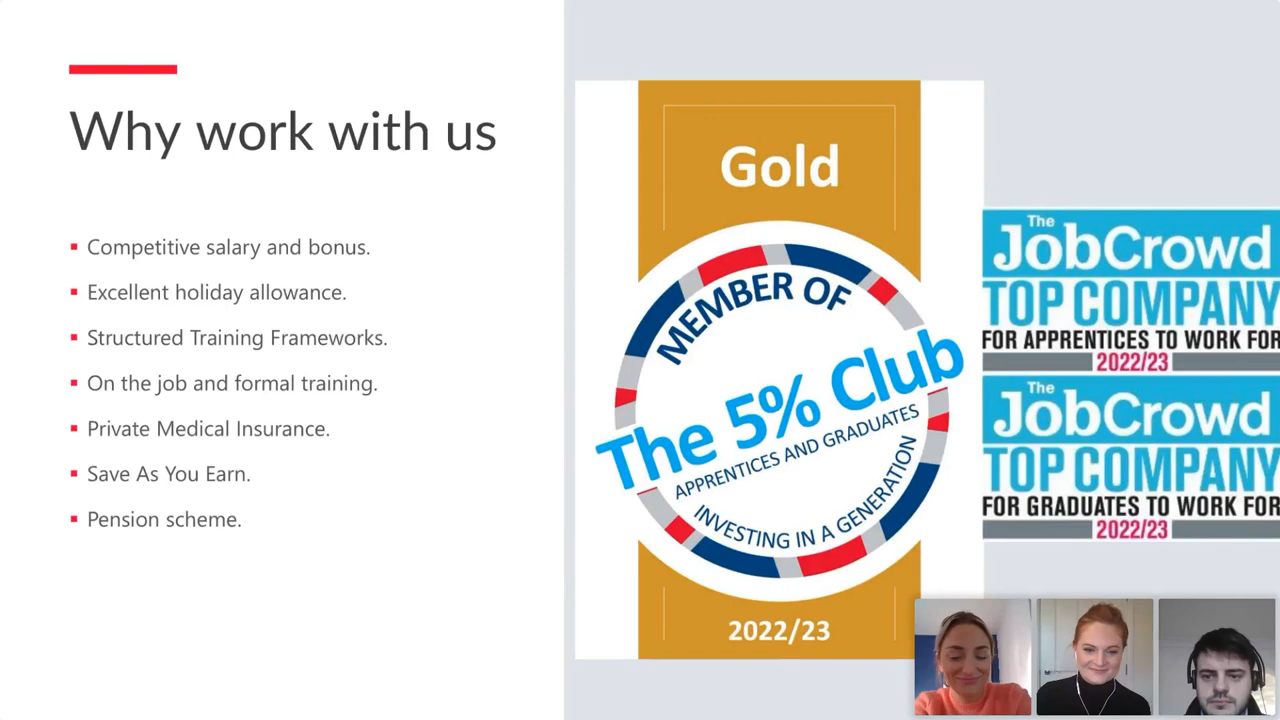 Why work with us
Competitive salary and bonus.
Excellent holiday allowance.
Structured Training Frameworks.
On the job and formal training.
Private Medical Insurance.
Save As You Earn.
Pension scheme.
Gold
MEMBER OF
The 5% Club
APPRENTICES AND GRADUATES
INVESTING IN A GENERATION
2022/23
The
JobCrowd
TOP COMPANY
FOR APPRENTICES TO WORK FOR
2022/23
The
JobCrowd
TOP COMPANY
FOR GRADUATES TO WORK FOR
2022/23